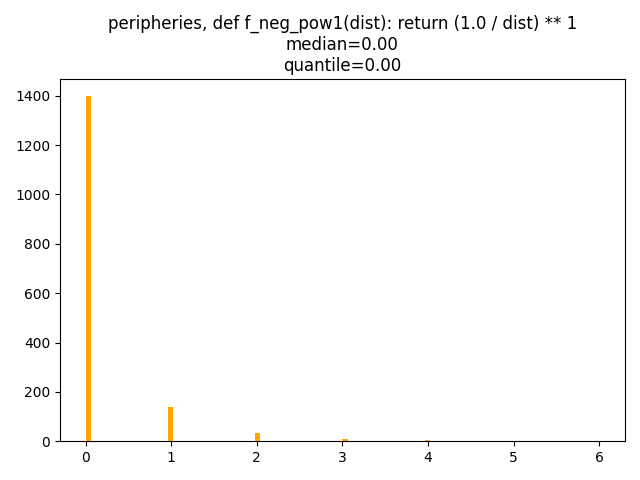 peripheries, def f_neg_pow1(dist): return (1.0 / dist) ** 1
median=0.00
quantile=0.00
1400
1200
1000
800
600
400
200
0
0 1 2 3 4 5 6